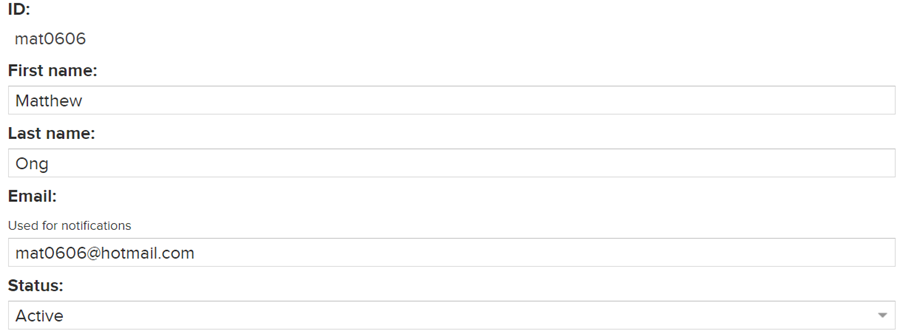 ID:
mat0606
First name:
Matthew
Last name:
Ong
Email:
Used for notifications
mat0606@hotmail.com
Status:
Active